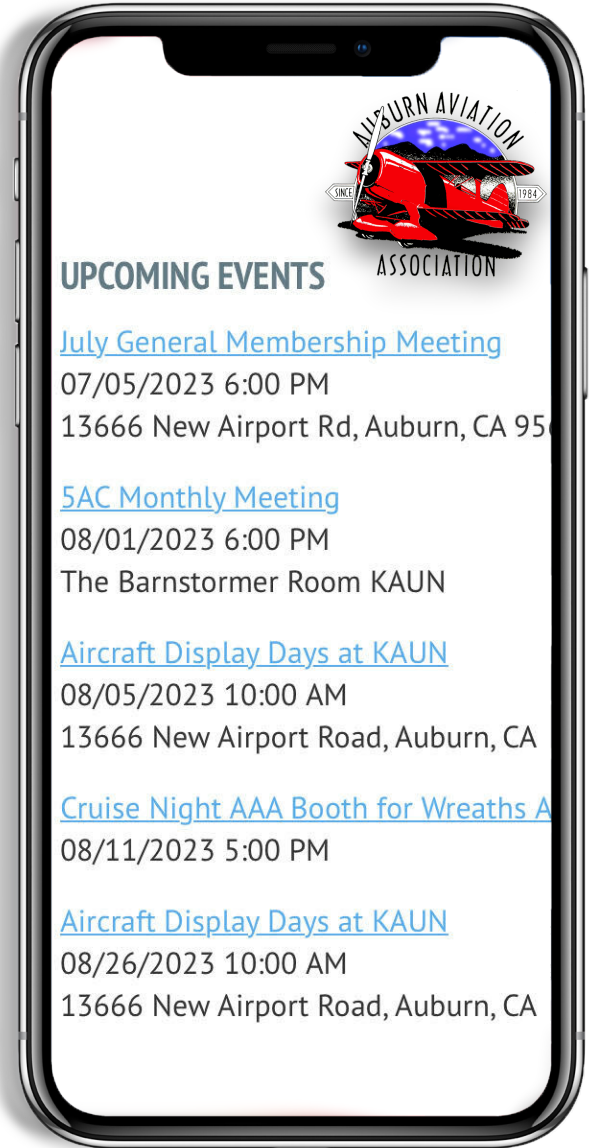 AUBURN AVIATION
SINCE
1984
ASSOCIATION
UPCOMING EVENTS
July General Membership Meeting
07/05/2023 6:00 PM
13666 New Airport Rd, Auburn, CA
5AC Monthly Meeting
08/01/2023 6:00 PM
The Barnstormer Room KAUN
Aircraft Display Days at KAUN
08/05/2023 10:00 AM
13666 New Airport Road, Auburn, CA
Cruise Night AAA Booth for Wreaths A
08/11/2023 5:00 PM
Aircraft Display Days at KAUN
08/26/2023 10:00 AM
13666 New Airport Road, Auburn, CA